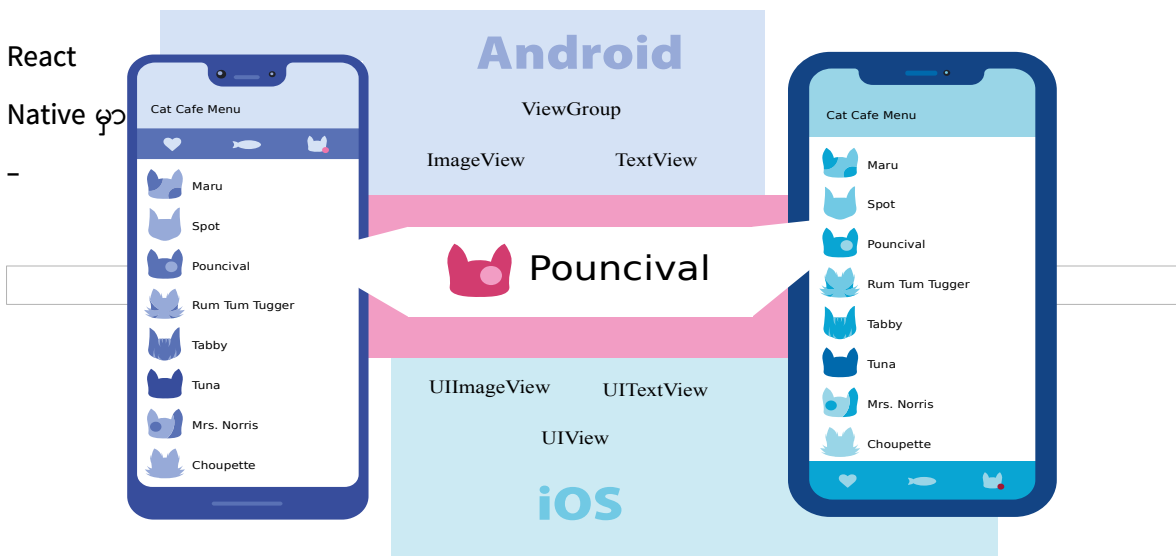 React
Native မှာ
–
Android
ViewGroup
ImageView TextView
Cat Cafe Menu
Maru
Spot
Pouncival
Rum Tum Tugger
Tabby
Tuna
Mrs. Norris
Choupette
Pouncival
Cat Cafe Menu
Maru
Spot
Pouncival
Rum Tum Tugger
Tabby
Tuna
Mrs. Norris
Choupette
UIImageView UITextView
UIView
iOS